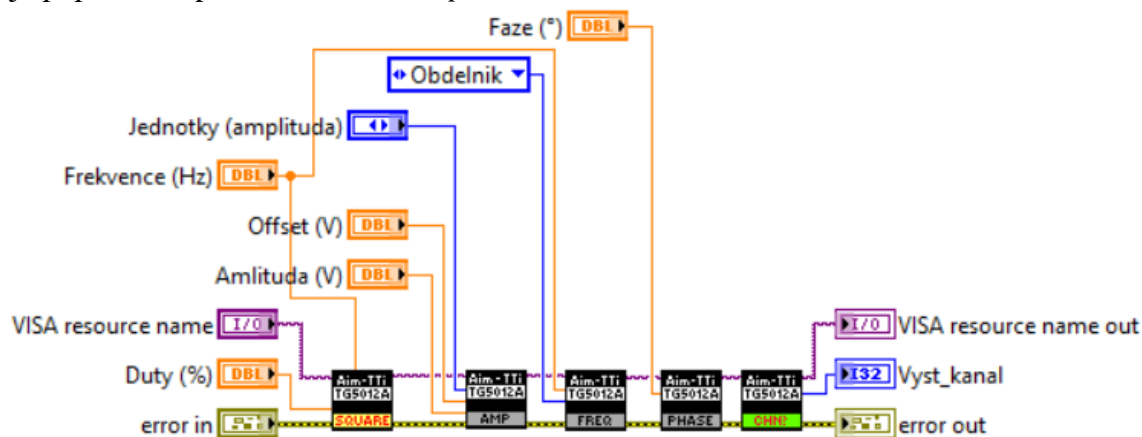 Faze (°) DBL
Obdelnik
Jednotky (amplituda)
Frekvence (Hz) DBL
Offset (V) DBL
Amlituda (V) DBL
VISA resource name I/O
I/O VISA resource name out
Duty (%) DBL
Aim-TTi TG5012A SQUARE
Aim-TTi TG5012A AMP
Aim-TTi TG5012A FREQ
Aim-TTi TG5012A PHASE
Aim-TTi TG5012A CHN?
I32 Vyst_kanal
error in
error out